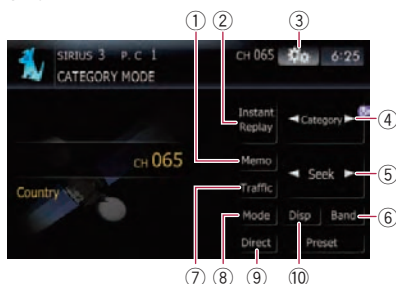 ① ② ③
SIRIUS 3 P. C 1 CH 065 6:25
CATEGORY MODE
Instant Replay ◄ Category ► ④
CH 065 Memo
◄ Seek ► ⑤
Country Traffic
Mode Disp Band ⑥
Direct Preset
⑦ ⑧ ⑨ ⑩